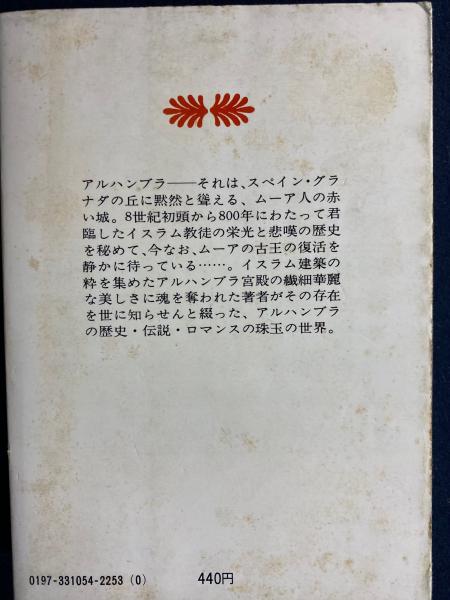 アルハンブラ――それは、スペイン・グラ
ナダの丘に黙然と聳える、ムーア人の赤
い城。8世紀初頭から800年にわたって君
臨したイスラム教徒の栄光と悲嘆の歴史
を秘めて、今なお、ムーアの古王の復活を
静かに待っている……。イスラム建築の
粋を集めたアルハンブラ宮殿の繊細華麗
な美しさに魂を奪われた著者がその存在
を世に知らせんと綴った、アルハンブラ
の歴史・伝説・ロマンスの珠玉の世界。
0197-331054-2253(0) 440円